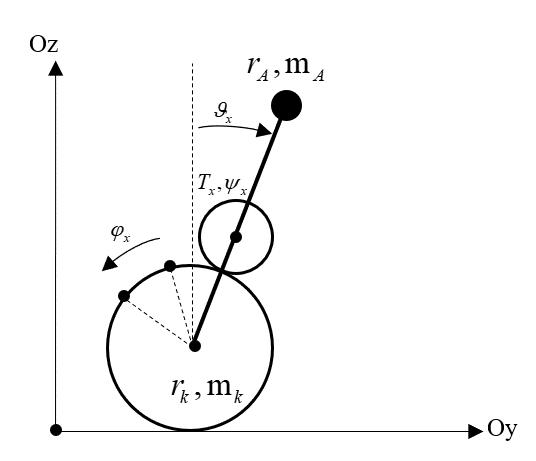 Oz
r_A, m_A
ϑ_x
T_x, ψ_x
φ_x
r_k, m_k
Oy